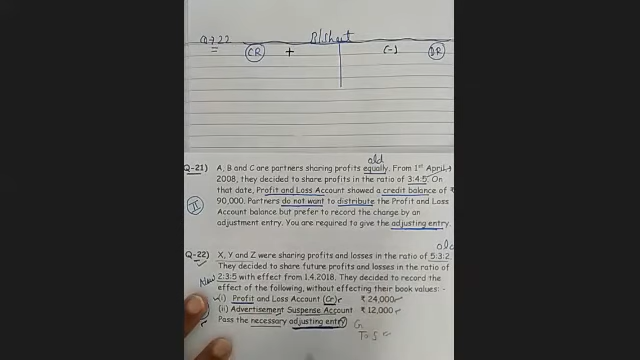 Q→22 B/Sheet
CR + (-) DR
old
Q-21) A, B and C are partners sharing profits equally. From 1st April,
2008, they decided to share profits in the ratio of 3:4:5. On
that date, Profit and Loss Account showed a credit balance of ₹
II 90,000. Partners do not want to distribute the Profit and Loss
Account balance but prefer to record the change by an
adjustment entry. You are required to give the adjusting entry.
old
Q-22) X, Y and Z were sharing profits and losses in the ratio of 5:3:2.
They decided to share future profits and losses in the ratio of
New 2:3:5 with effect from 1.4.2018. They decided to record the
effect of the following, without effecting their book values: -
(i) Profit and Loss Account (Cr) ₹ 24,000
(ii) Advertisement Suspense Account ₹ 12,000
Pass the necessary adjusting entry G
To S